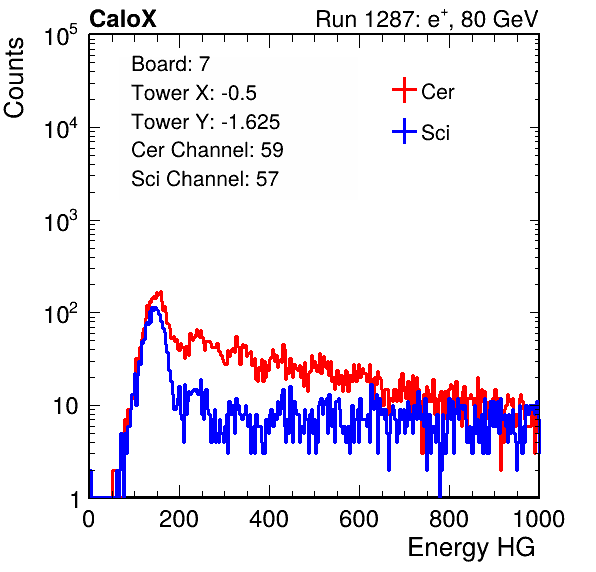 CaloX Run 1287: e⁺, 80 GeV
Counts
10⁵
10⁴
10³
10²
10
1
Board: 7
Tower X: -0.5
Tower Y: -1.625
Cer Channel: 59
Sci Channel: 57
Cer
Sci
0 200 400 600 800 1000
Energy HG